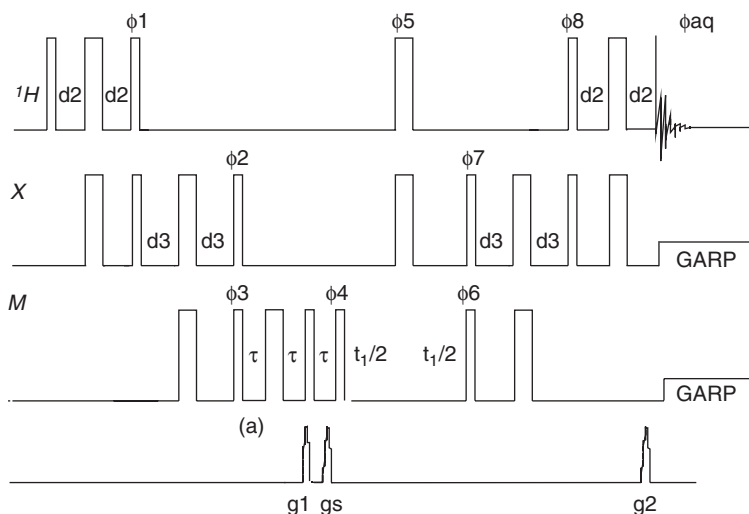 ϕ1 ϕ5 ϕ8 ϕaq
1H d2 d2 d2 d2
ϕ2 ϕ7
X d3 d3 d3 d3
GARP
ϕ3 ϕ4 ϕ6
M τ τ τ t1/2 t1/2
GARP
(a)
g1 gs g2